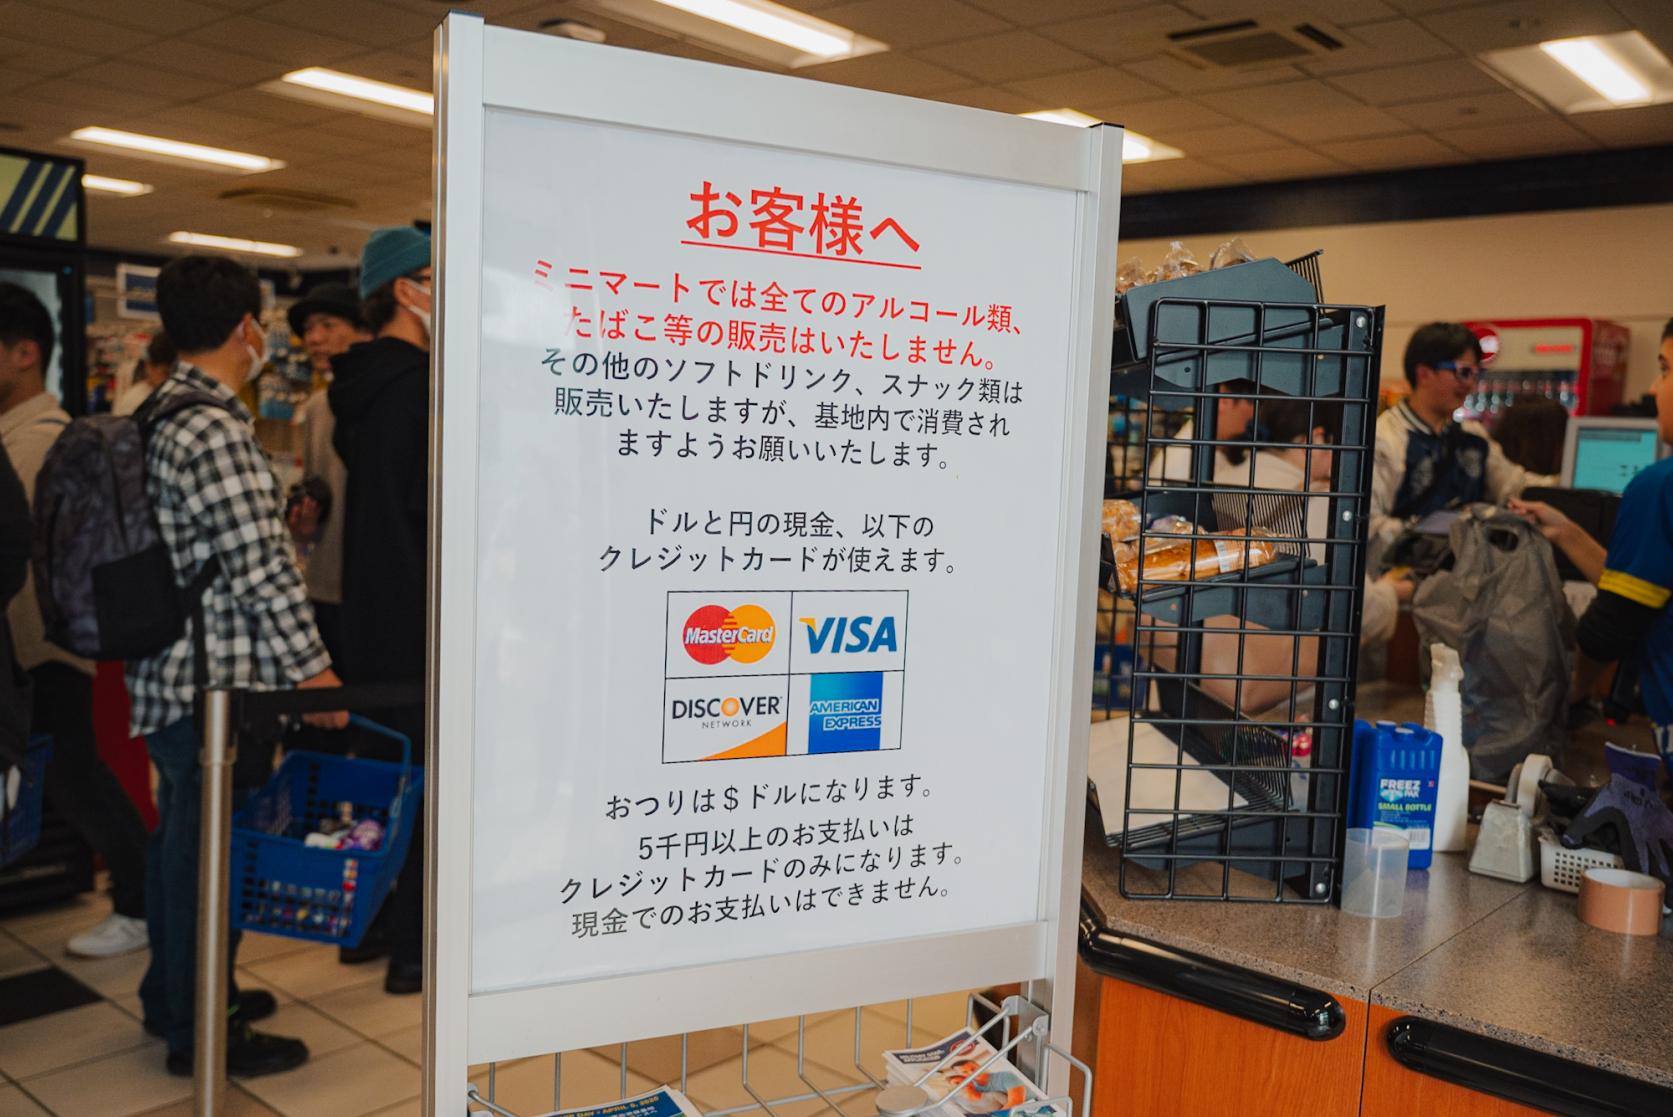 お客様へ
ミニマートでは全てのアルコール類、
たばこ等の販売はいたしません。
その他のソフトドリンク、スナック類は
販売いたしますが、基地内で消費され
ますようお願いいたします。
ドルと円の現金、以下の
クレジットカードが使えます。
MasterCard
VISA
DISCOVER
NETWORK
AMERICAN
EXPRESS
おつりは＄ドルになります。
5千円以上のお支払いは
クレジットカードのみになります。
現金でのお支払いはできません。
FREEZ
PAK
SMALL BOTTLE